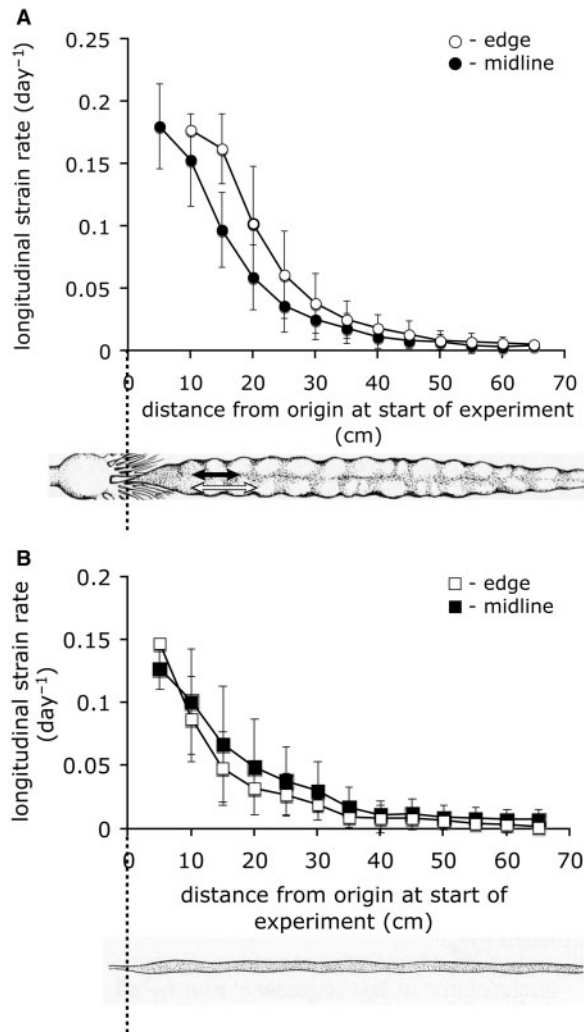 A
0.25
0.2
0.15
0.1
0.05
0
longitudinal strain rate (day⁻¹)
- edge
- midline
0 10 20 30 40 50 60 70
distance from origin at start of experiment
(cm)
B
0.2
0.15
0.1
0.05
0
longitudinal strain rate
(day⁻¹)
- edge
- midline
0 10 20 30 40 50 60 70
distance from origin at start of
experiment (cm)